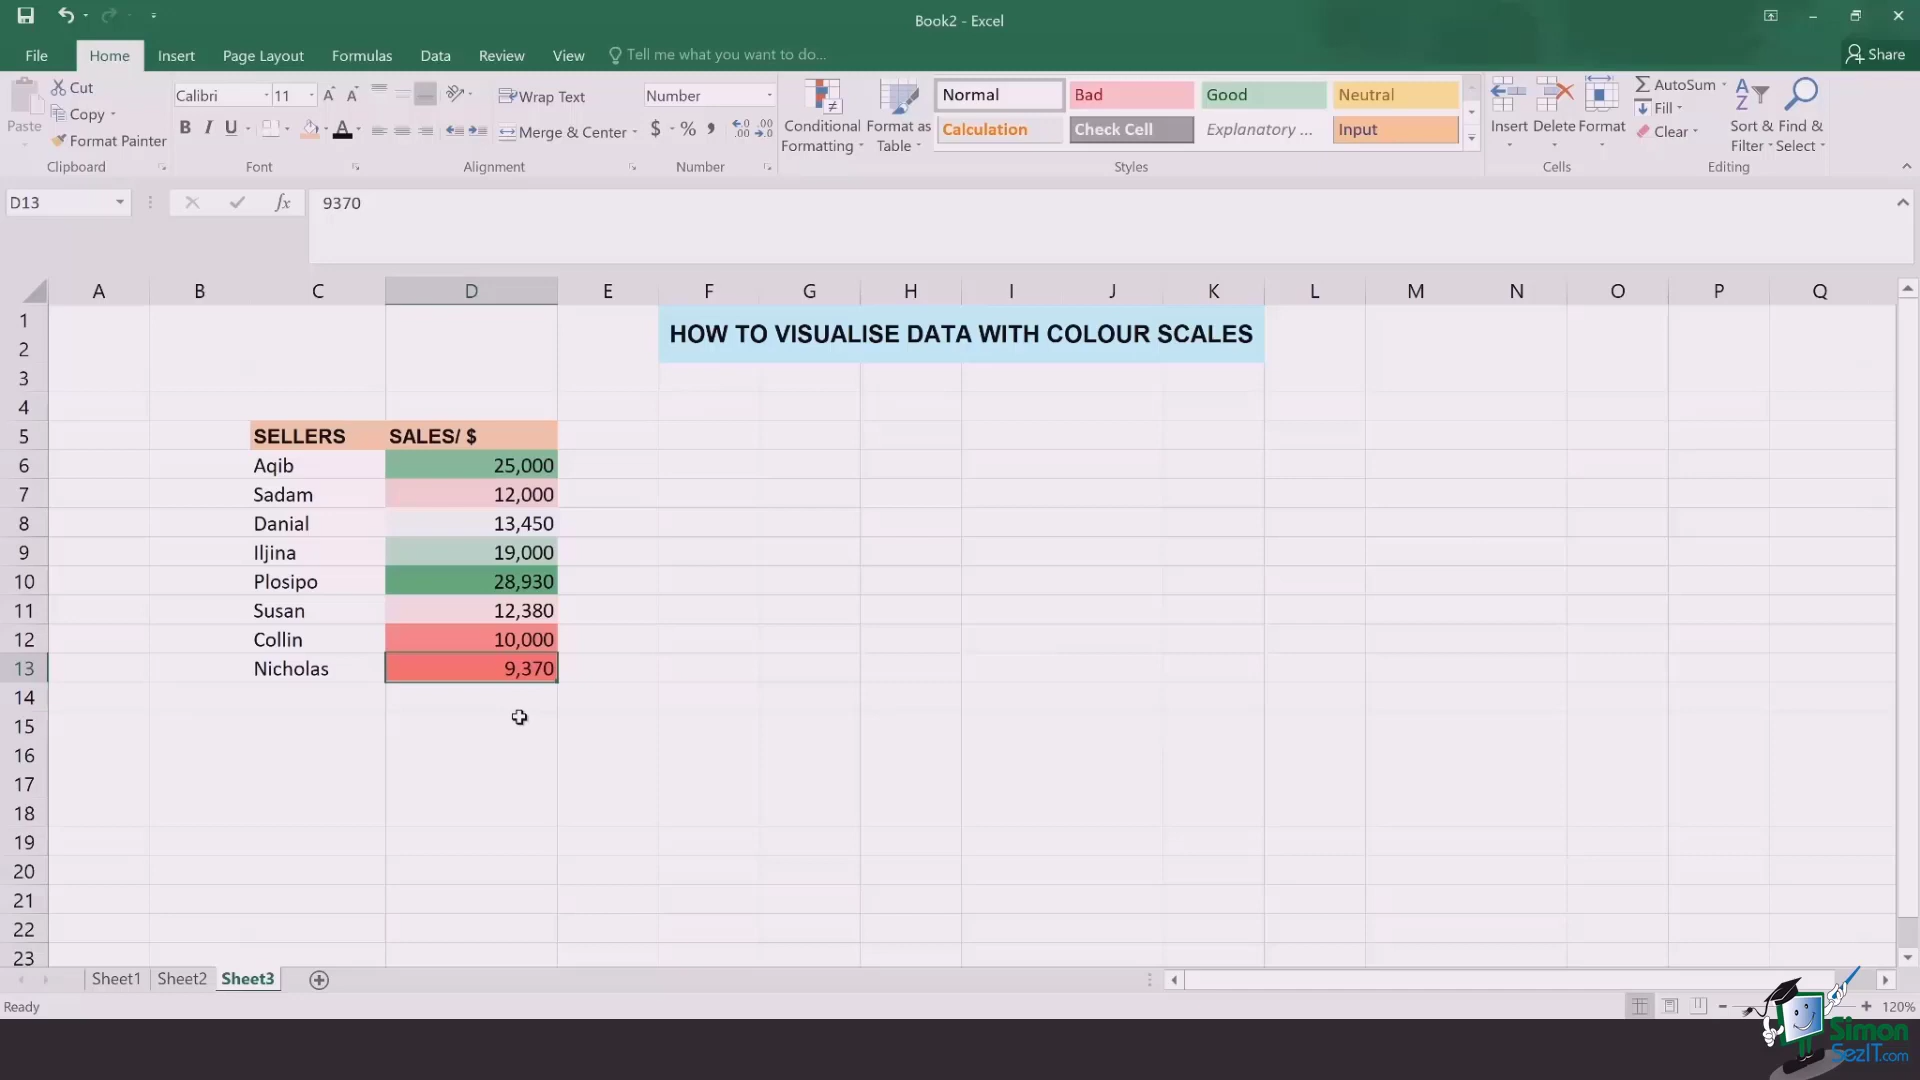 Book2 - Excel
File Home Insert Page Layout Formulas Data Review View Tell me what you want to do... Share
Paste Cut Copy Format Painter Clipboard
Calibri 11 A A B I U A Font
Wrap Text Merge & Center Alignment
Number $ % Number
Conditional Formatting Format as Table
Normal Bad Good Neutral
Calculation Check Cell Explanatory ... Input
Styles
Insert Delete Format Cells
AutoSum Fill Clear Sort & Filter Find & Select Editing
D13 fx 9370
A B C D E F G H I J K L M N O P Q
1 HOW TO VISUALISE DATA WITH COLOUR SCALES
2
3
4
5 SELLERS SALES/ $
6 Aqib 25,000
7 Sadam 12,000
8 Danial 13,450
9 Iljina 19,000
10 Plosipo 28,930
11 Susan 12,380
12 Collin 10,000
13 Nicholas 9,370
14
15
16
17
18
19
20
21
22
23
Sheet1 Sheet2 Sheet3
Ready 120%
Simon
SezIT.com